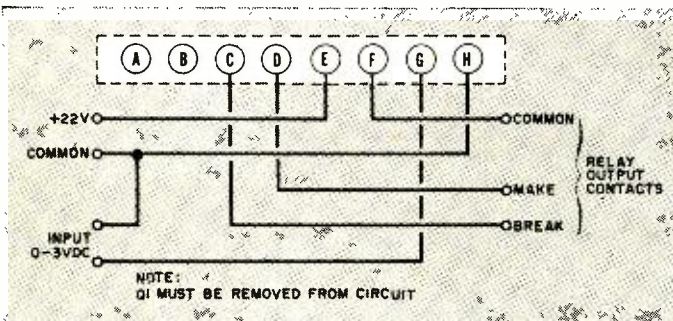 A B C D E F G H
+22V
COMMON
INPUT
0-3VDC
COMMON
MAKE
BREAK
RELAY
OUTPUT
CONTACTS
NOTE:
Q1 MUST BE REMOVED FROM CIRCUIT